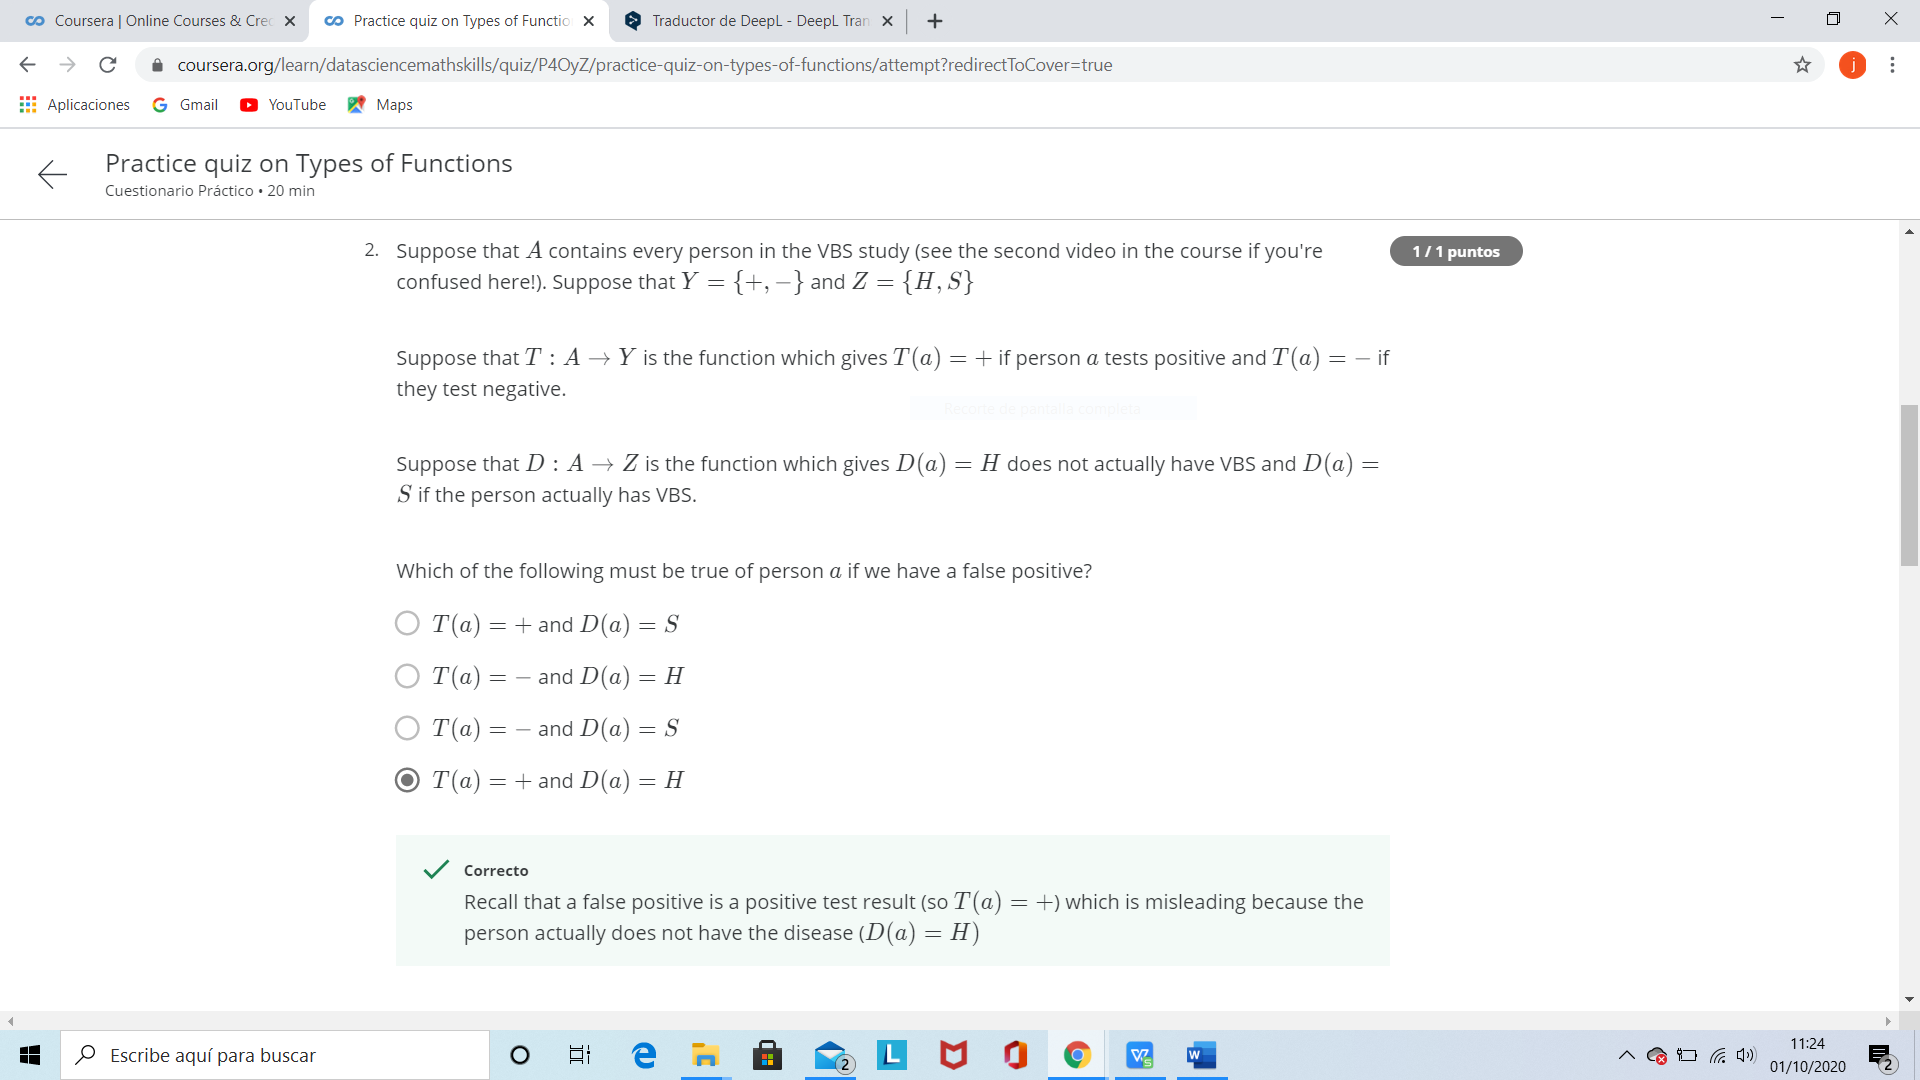 Coursera | Online Courses & Cred
Practice quiz on Types of Functio
Traductor de DeepL - DeepL Tran
coursera.org/learn/datasciencemathskills/quiz/P4OyZ/practice-quiz-on-types-of-functions/attempt?redirectToCover=true
j
Aplicaciones
Gmail
YouTube
Maps
Practice quiz on Types of Functions
Cuestionario Práctico • 20 min
2. Suppose that A contains every person in the VBS study (see the second video in the course if you're
confused here!). Suppose that Y = {+, −} and Z = {H, S}
1 / 1 puntos
Suppose that T : A → Y is the function which gives T(a) = + if person a tests positive and T(a) = − if
they test negative.
Recorte de pantalla completa
Suppose that D : A → Z is the function which gives D(a) = H does not actually have VBS and D(a) =
S if the person actually has VBS.
Which of the following must be true of person a if we have a false positive?
T(a) = + and D(a) = S
T(a) = − and D(a) = H
T(a) = − and D(a) = S
T(a) = + and D(a) = H
Correcto
Recall that a false positive is a positive test result (so T(a) = +) which is misleading because the
person actually does not have the disease (D(a) = H)
Escribe aquí para buscar
2
L
W
11:24
01/10/2020
2